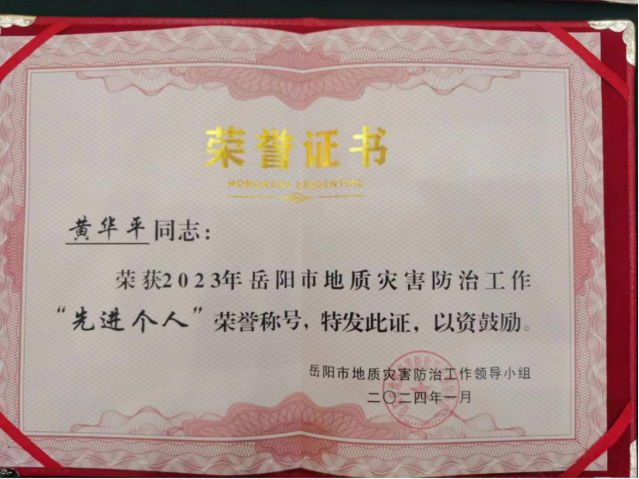 荣誉证书
HONORARY CREDENTIAL
黄华平同志：
荣获2023年岳阳市地质灾害防治工作
“先进个人”荣誉称号，特发此证，以资鼓励。
岳阳市地质灾害防治工作领导小组
二〇二四年一月